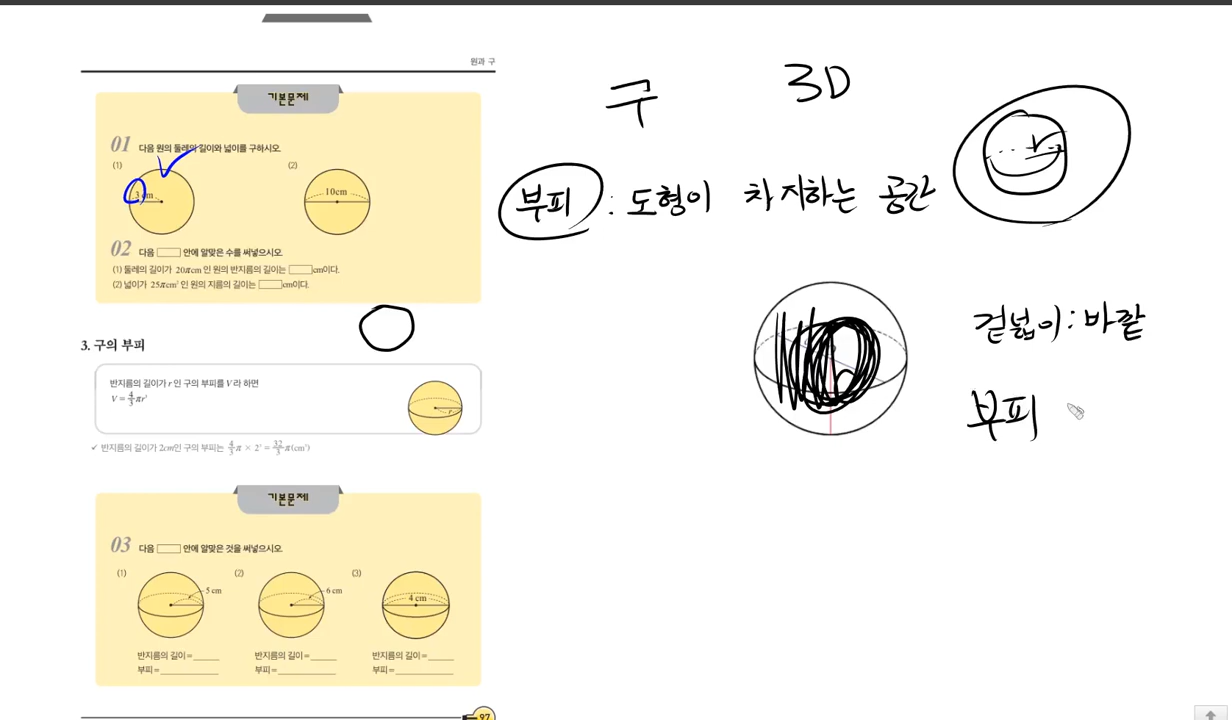 원과 구
기본문제
01 다음 원의 둘레의 길이와 넓이를 구하시오.
(1) (2)
3 cm 10cm
02 다음 안에 알맞은 수를 써넣으시오.
(1) 둘레의 길이가 20πcm 인 원의 반지름의 길이는 cm이다.
(2) 넓이가 25πcm² 인 원의 지름의 길이는 cm이다.
3. 구의 부피
반지름의 길이가 r 인 구의 부피를 V 라 하면
V = 4/3 πr³
r
✓ 반지름의 길이가 2cm인 구의 부피는 4/3 π × 2³ = 32/3 π(cm³)
기본문제
03 다음 안에 알맞은 것을 써넣으시오.
(1) (2) (3)
5 cm 6 cm 4 cm
반지름의 길이= 반지름의 길이= 반지름의 길이=
부피= 부피= 부피=
97
구 3D
r
부피 : 도형이 차지하는 공간
겉넓이 : 바깥
부피